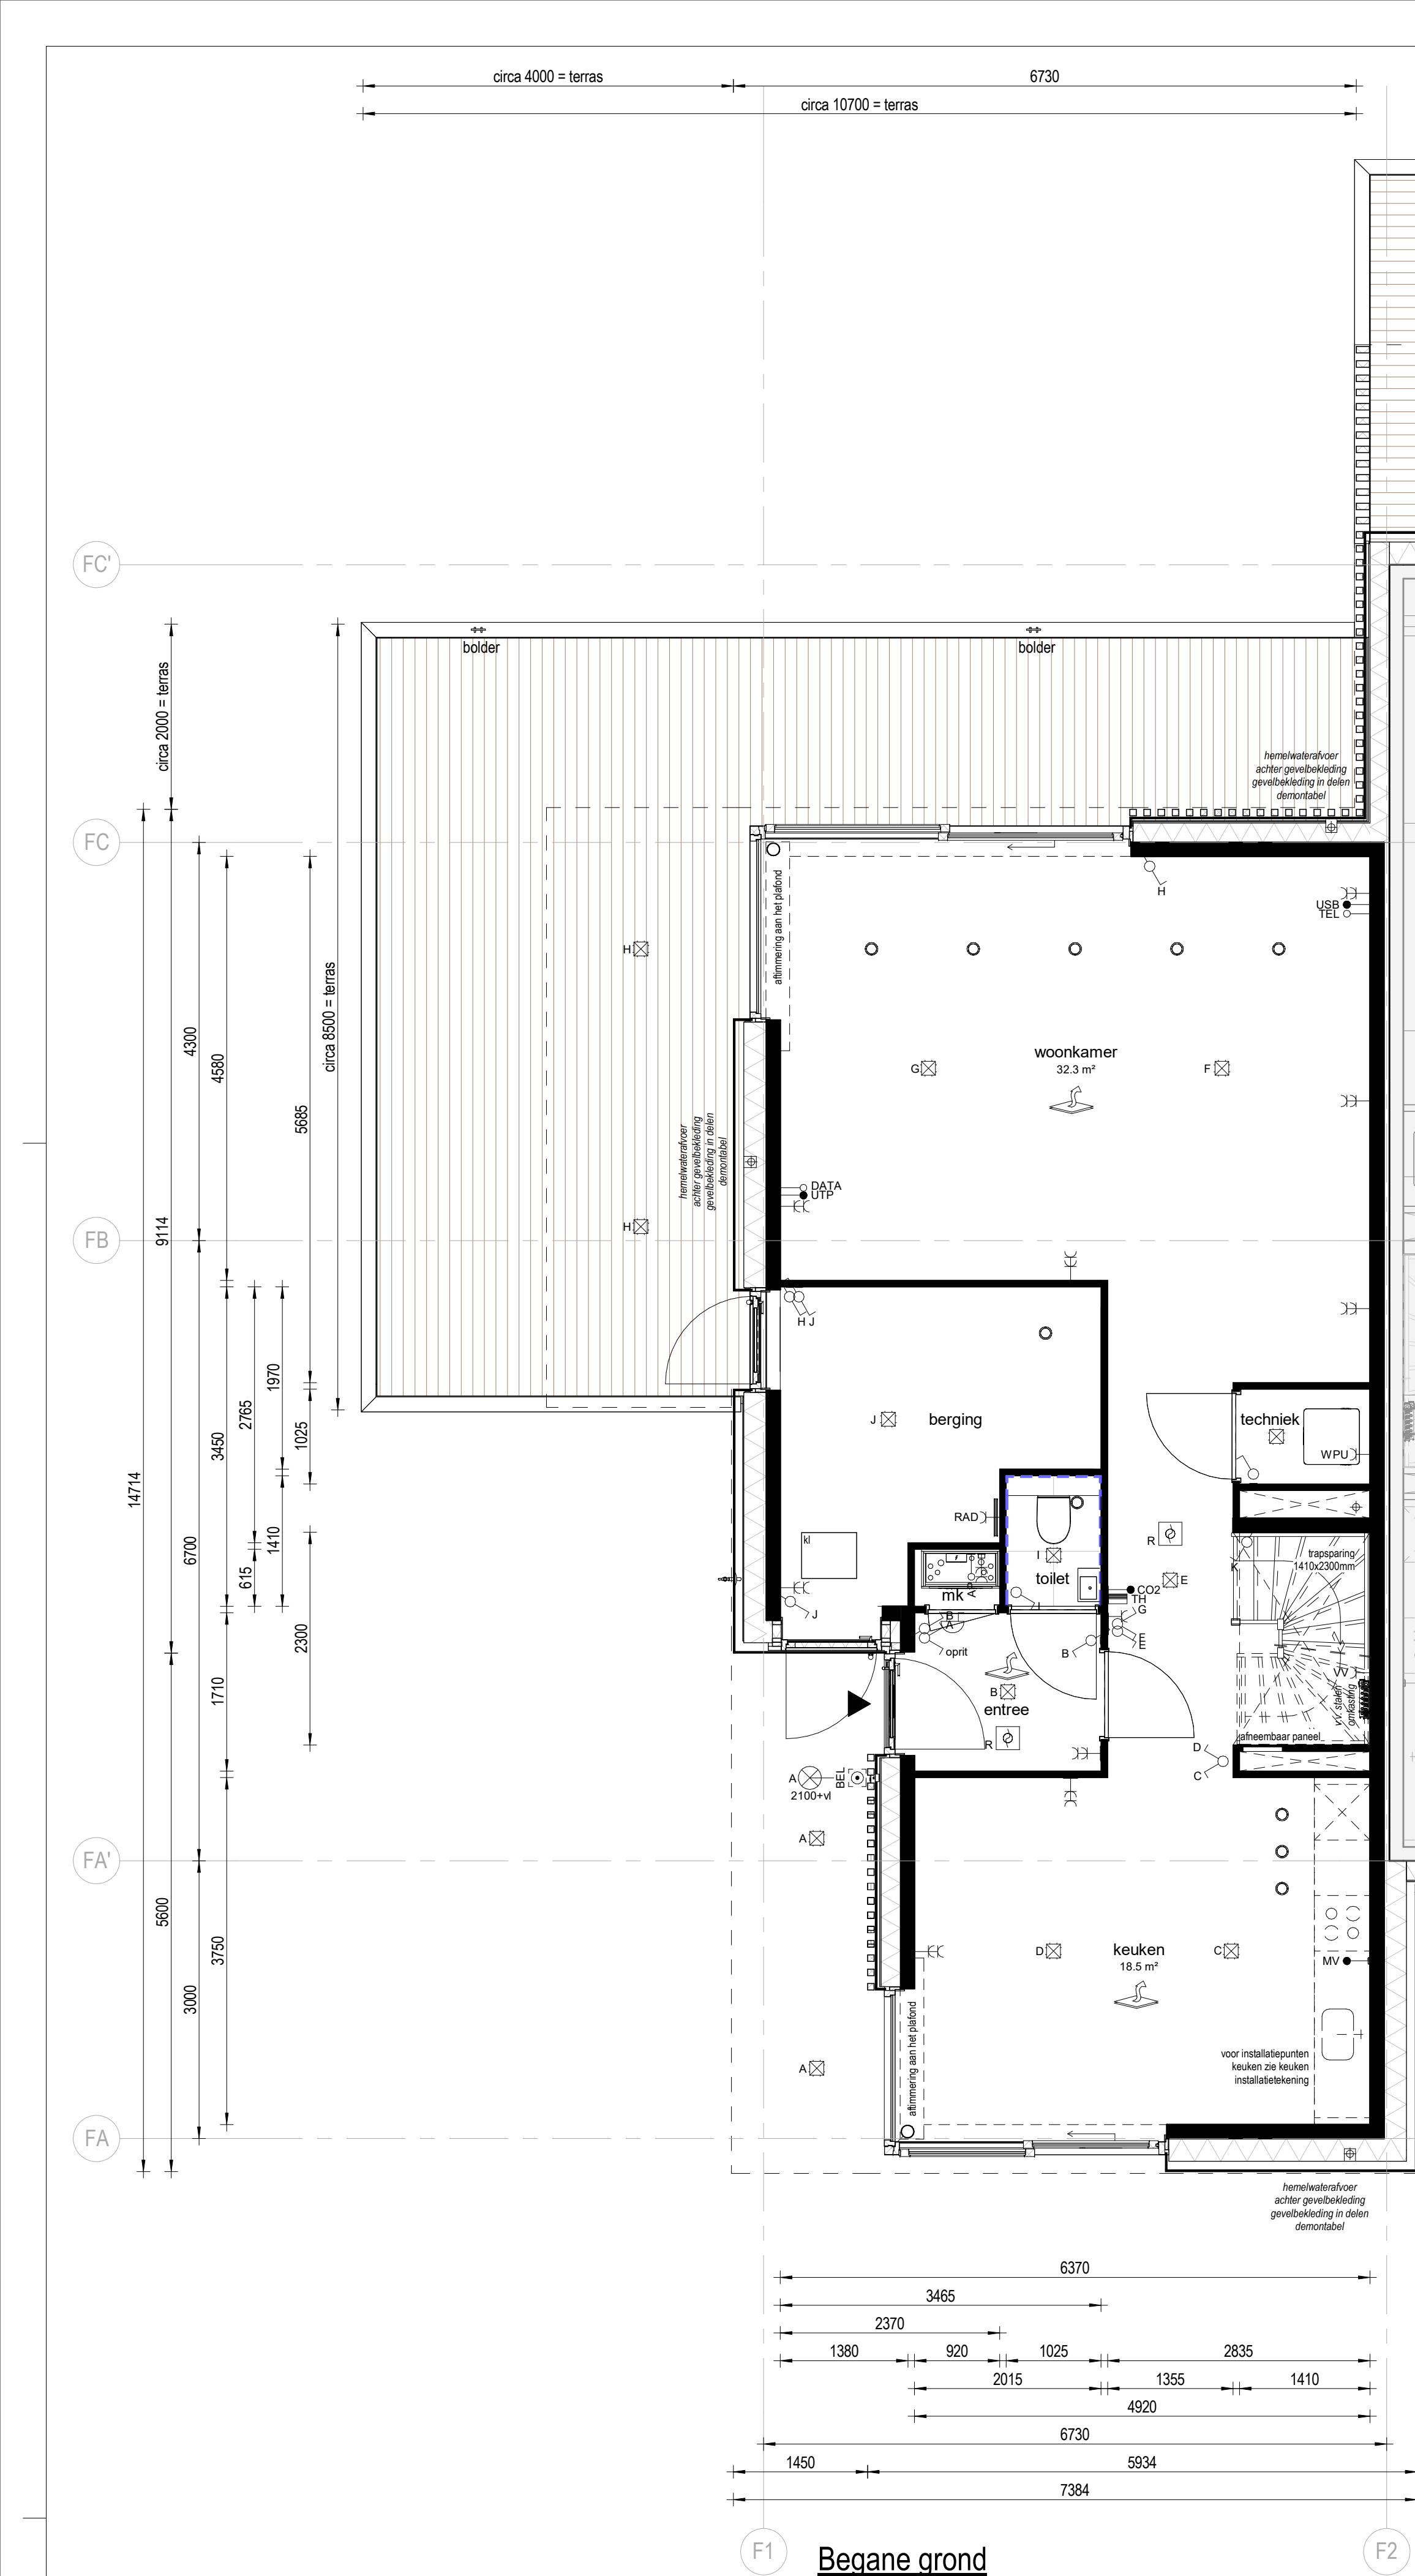 circa 4000 = terras
6730
circa 10700 = terras
FC'
circa 2000 = terras
bolder
bolder
hemelwaterafvoer
achter gevelbekleding
gevelbekleding in delen
demontabel
FC
aftimmering aan het plafond
H
USB
TEL
H
circa 8500 = terras
4300
4580
5685
woonkamer
32.3 m²
G
F
hemelwaterafvoer
achter gevelbekleding
gevelbekleding in delen
demontabel
DATA
UTP
H
FB
9114
H J
1970
2765
3450
1025
14714
J
berging
techniek
WPU
RAD
6700
1410
615
kl
R
I
toilet
trapsparing
1410x2300mm
K
E
mk
CO2
TH
G
J
B
A
I
2300
oprit
B
E
E
1710
B
entree
v.v. stalen
omkasting
R
afneembaar paneel
D
C
A
BEL
2100+vl
A
FA'
5600
3750
3000
D
keuken
18.5 m²
C
MV
aftimmering aan het plafond
A
voor installatiepunten
keuken zie keuken
installatietekening
FA
hemelwaterafvoer
achter gevelbekleding
gevelbekleding in delen
demontabel
6370
3465
2370
1380
920
1025
2835
2015
1355
1410
4920
6730
1450
5934
7384
F1
F2
Begane grond